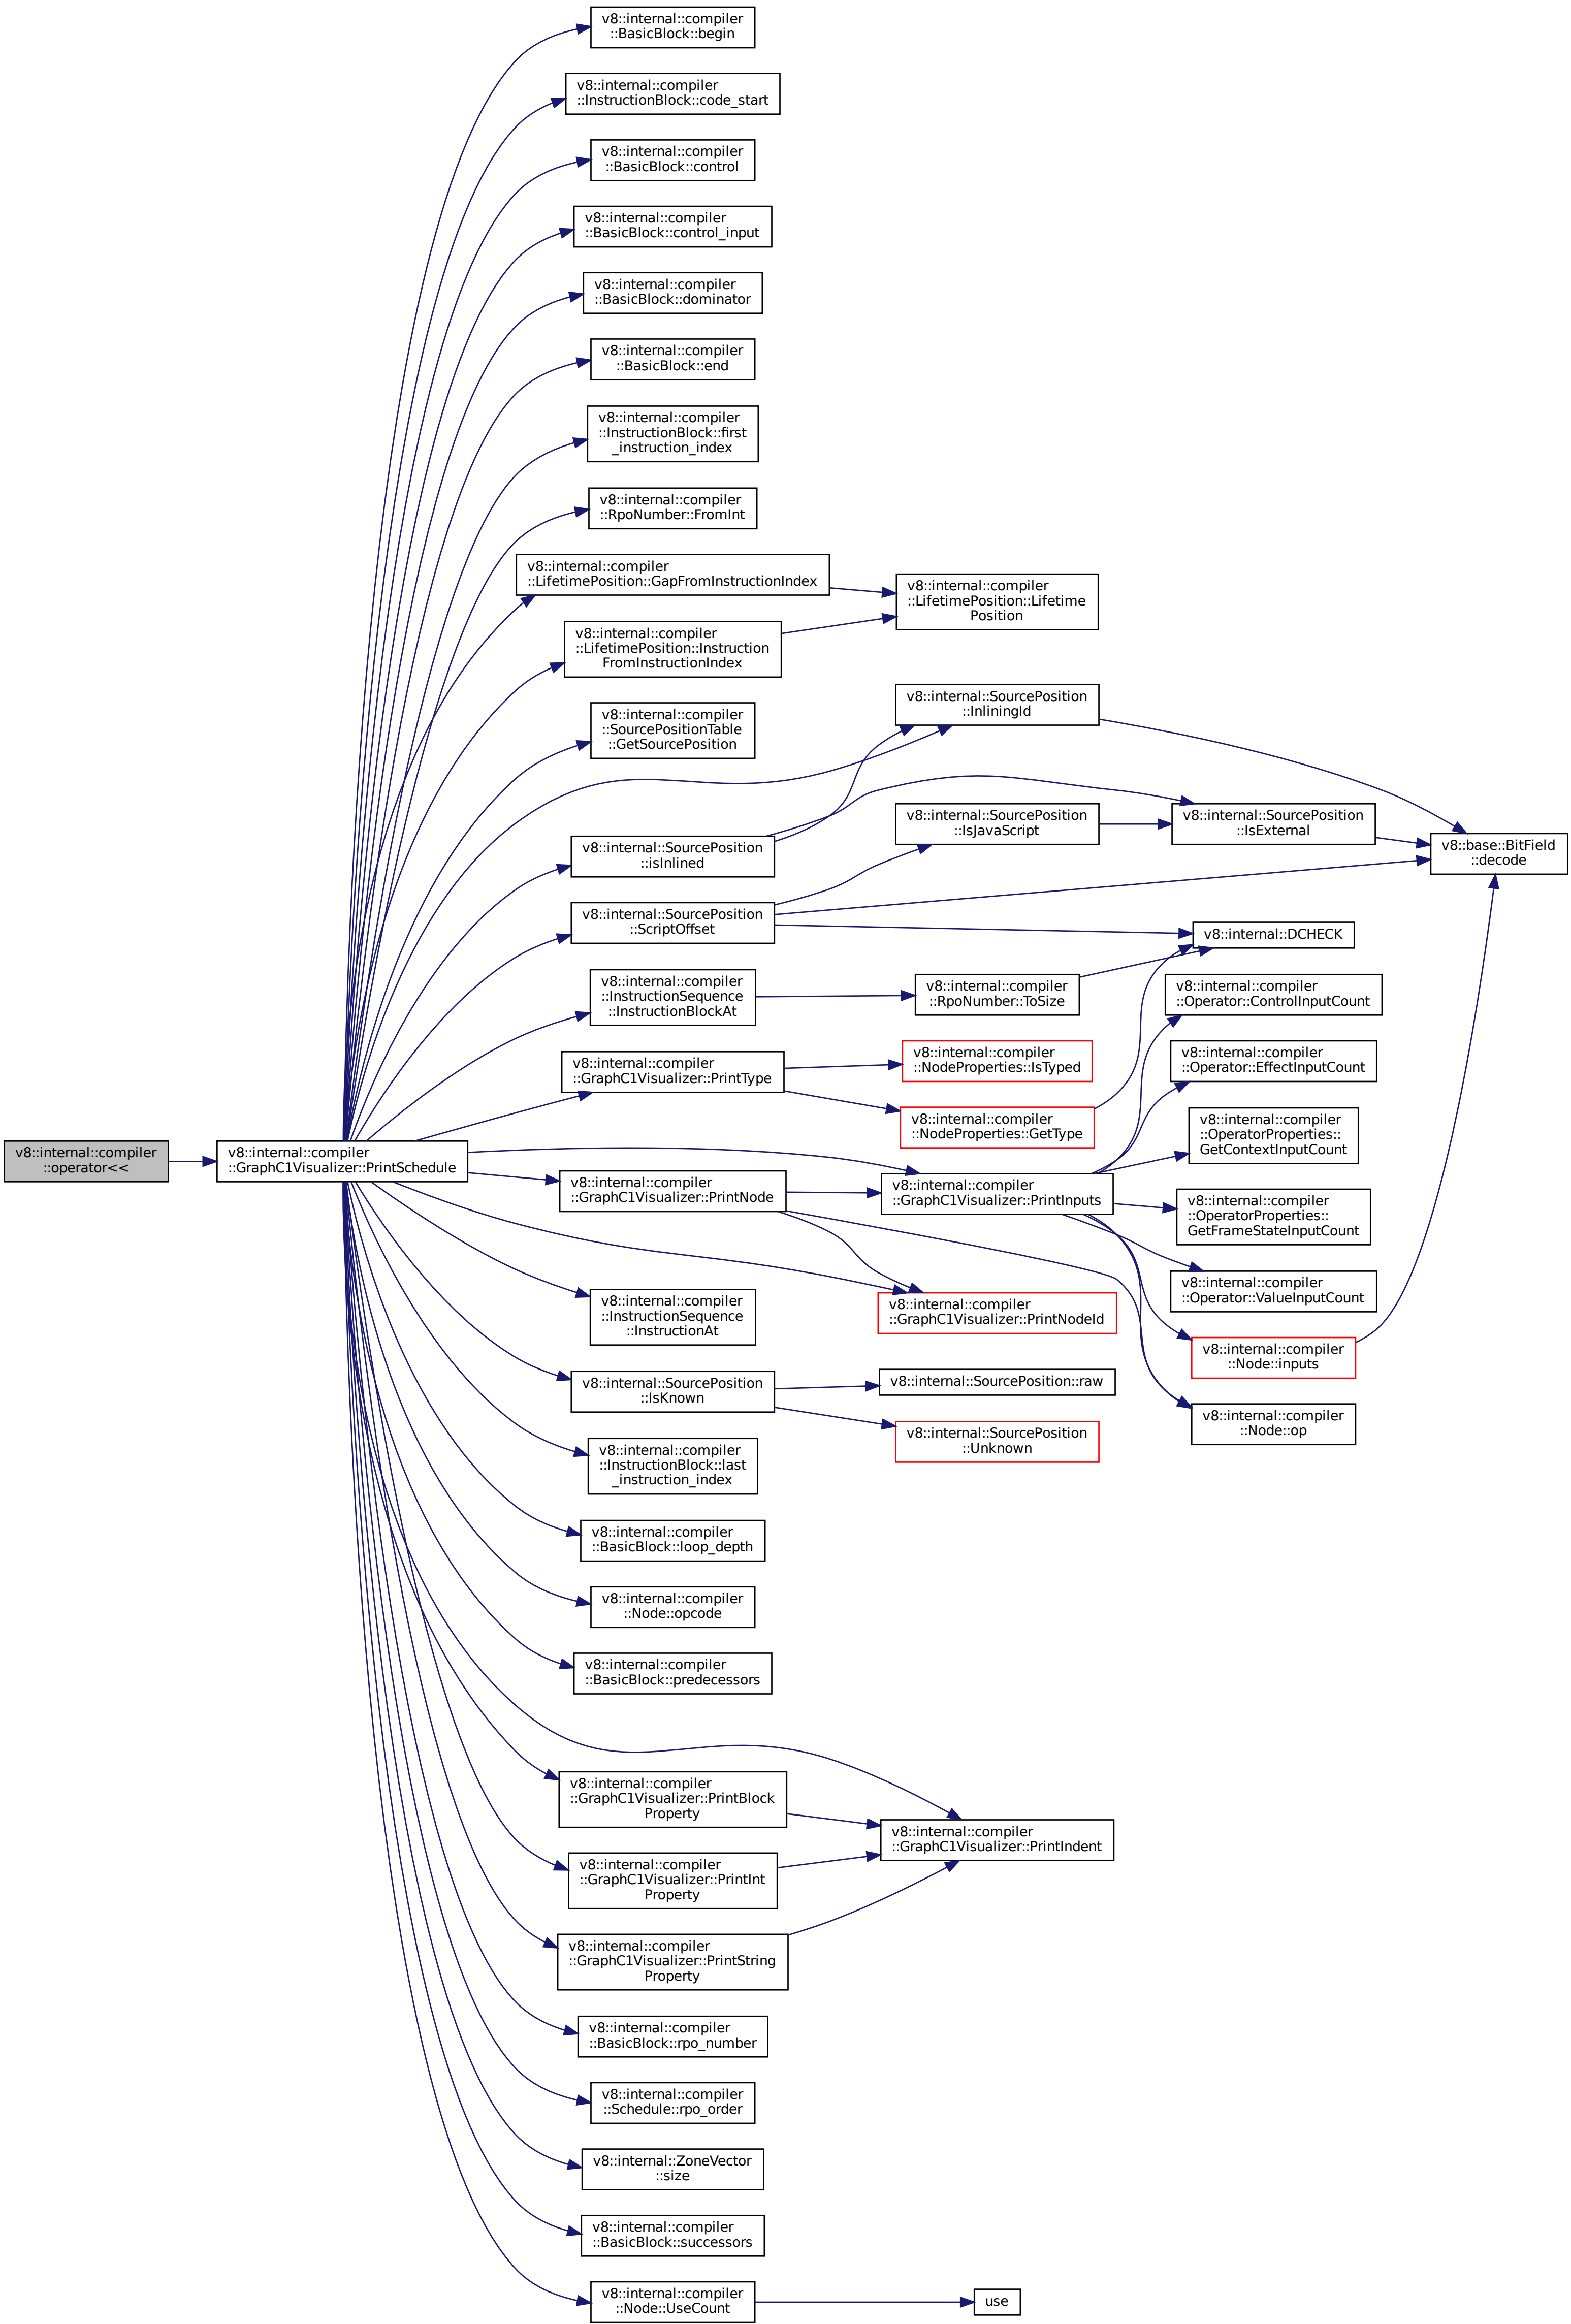 v8::internal::compiler
::BasicBlock::begin
v8::internal::compiler
::InstructionBlock::code_start
v8::internal::compiler
::BasicBlock::control
v8::internal::compiler
::BasicBlock::control_input
v8::internal::compiler
::BasicBlock::dominator
v8::internal::compiler
::BasicBlock::end
v8::internal::compiler
::InstructionBlock::first
_instruction_index
v8::internal::compiler
::RpoNumber::FromInt
v8::internal::compiler
::LifetimePosition::GapFromInstructionIndex
v8::internal::compiler
::LifetimePosition::Lifetime
Position
v8::internal::compiler
::LifetimePosition::Instruction
FromInstructionIndex
v8::internal::compiler
::SourcePositionTable
::GetSourcePosition
v8::internal::SourcePosition
::InliningId
v8::internal::SourcePosition
::isInlined
v8::internal::SourcePosition
::IsJavaScript
v8::internal::SourcePosition
::IsExternal
v8::base::BitField
::decode
v8::internal::SourcePosition
::ScriptOffset
v8::internal::DCHECK
v8::internal::compiler
::InstructionSequence
::InstructionBlockAt
v8::internal::compiler
::RpoNumber::ToSize
v8::internal::compiler
::Operator::ControlInputCount
v8::internal::compiler
::GraphC1Visualizer::PrintType
v8::internal::compiler
::NodeProperties::IsTyped
v8::internal::compiler
::Operator::EffectInputCount
v8::internal::compiler
::NodeProperties::GetType
v8::internal::compiler
::OperatorProperties::
GetContextInputCount
v8::internal::compiler
::operator<<
v8::internal::compiler
::GraphC1Visualizer::PrintSchedule
v8::internal::compiler
::GraphC1Visualizer::PrintNode
v8::internal::compiler
::GraphC1Visualizer::PrintInputs
v8::internal::compiler
::OperatorProperties::
GetFrameStateInputCount
v8::internal::compiler
::Operator::ValueInputCount
v8::internal::compiler
::InstructionSequence
::InstructionAt
v8::internal::compiler
::GraphC1Visualizer::PrintNodeId
v8::internal::compiler
::Node::inputs
v8::internal::SourcePosition
::IsKnown
v8::internal::SourcePosition::raw
v8::internal::SourcePosition
::Unknown
v8::internal::compiler
::Node::op
v8::internal::compiler
::InstructionBlock::last
_instruction_index
v8::internal::compiler
::BasicBlock::loop_depth
v8::internal::compiler
::Node::opcode
v8::internal::compiler
::BasicBlock::predecessors
v8::internal::compiler
::GraphC1Visualizer::PrintBlock
Property
v8::internal::compiler
::GraphC1Visualizer::PrintIndent
v8::internal::compiler
::GraphC1Visualizer::PrintInt
Property
v8::internal::compiler
::GraphC1Visualizer::PrintString
Property
v8::internal::compiler
::BasicBlock::rpo_number
v8::internal::compiler
::Schedule::rpo_order
v8::internal::ZoneVector
::size
v8::internal::compiler
::BasicBlock::successors
v8::internal::compiler
::Node::UseCount
use